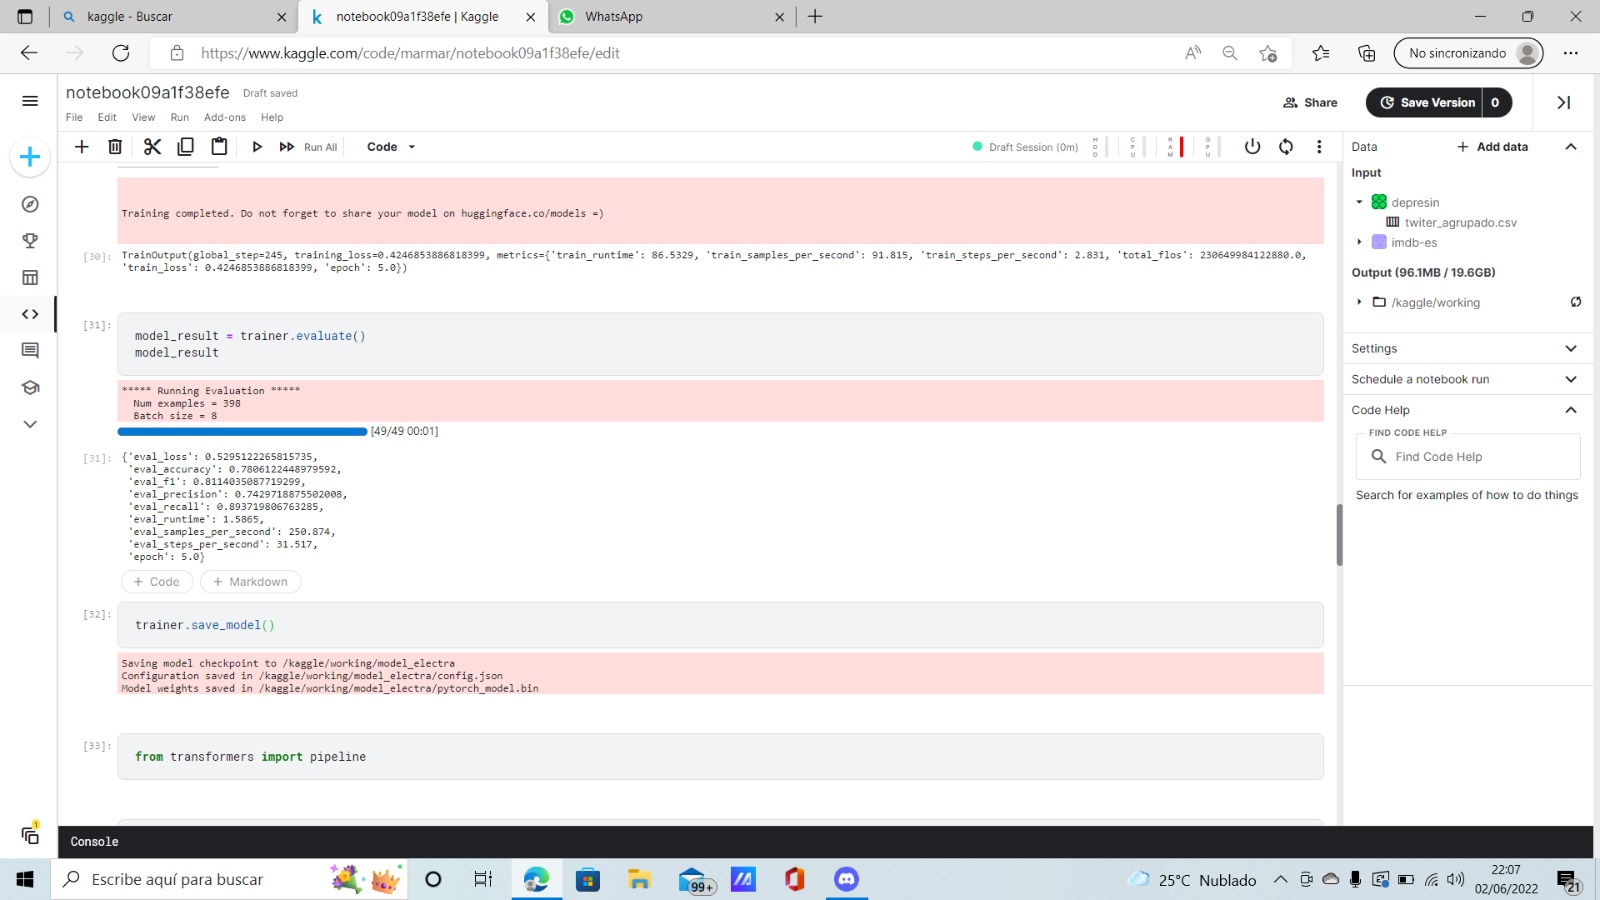 kaggle - Buscar
notebook09a1f38efe | Kaggle
WhatsApp
https://www.kaggle.com/code/marmar/notebook09a1f38efe/edit
No sincronizando
notebook09a1f38efe Draft saved
File Edit View Run Add-ons Help
Share
Save Version 0
Run All
Code
Draft Session (0m)
HDD
CPU
RAM
GPU
Training completed. Do not forget to share your model on huggingface.co/models =)
[30]: TrainOutput(global_step=245, training_loss=0.4246853886818399, metrics={'train_runtime': 86.5329, 'train_samples_per_second': 91.815, 'train_steps_per_second': 2.831, 'total_flos': 230649984122880.0,
'train_loss': 0.4246853886818399, 'epoch': 5.0})
[31]:
model_result = trainer.evaluate()
model_result
***** Running Evaluation *****
Num examples = 398
Batch size = 8
[49/49 00:01]
[31]: {'eval_loss': 0.5295122265815735,
'eval_accuracy': 0.7806122448979592,
'eval_f1': 0.8114035087719299,
'eval_precision': 0.7429718875502008,
'eval_recall': 0.893719806763285,
'eval_runtime': 1.5865,
'eval_samples_per_second': 250.874,
'eval_steps_per_second': 31.517,
'epoch': 5.0}
+ Code + Markdown
[32]:
trainer.save_model()
Saving model checkpoint to /kaggle/working/model_electra
Configuration saved in /kaggle/working/model_electra/config.json
Model weights saved in /kaggle/working/model_electra/pytorch_model.bin
[33]:
from transformers import pipeline
Console
Data
+ Add data
Input
depresin
twiter_agrupado.csv
imdb-es
Output (96.1MB / 19.6GB)
/kaggle/working
Settings
Schedule a notebook run
Code Help
FIND CODE HELP
Find Code Help
Search for examples of how to do things
1
Escribe aquí para buscar
99+
25°C Nublado
22:07
02/06/2022
21